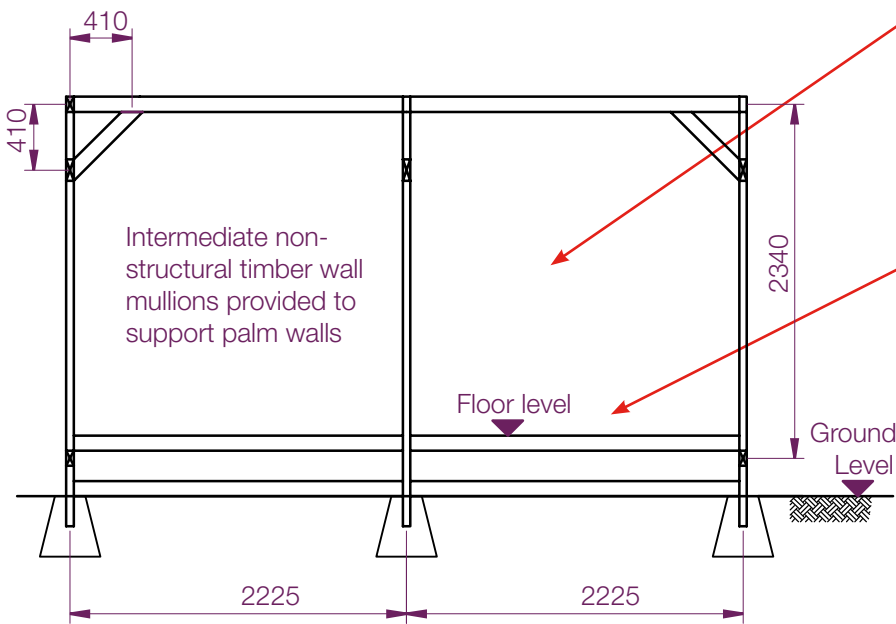 410
410
Intermediate non-
structural timber wall
mullions provided to
support palm walls
2340
Floor level
Ground
Level
2225
2225